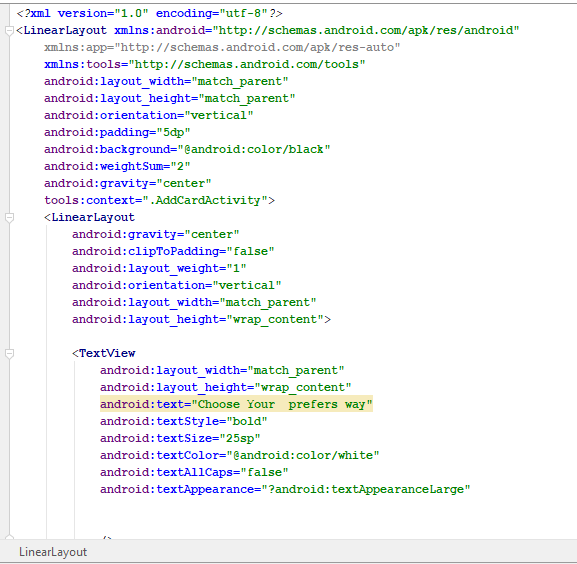 <?xml version="1.0" encoding="utf-8"?>
<LinearLayout xmlns:android="http://schemas.android.com/apk/res/android"
xmlns:app="http://schemas.android.com/apk/res-auto"
xmlns:tools="http://schemas.android.com/tools"
android:layout_width="match_parent"
android:layout_height="match_parent"
android:orientation="vertical"
android:padding="5dp"
android:background="@android:color/black"
android:weightSum="2"
android:gravity="center"
tools:context=".AddCardActivity">
<LinearLayout
android:gravity="center"
android:clipToPadding="false"
android:layout_weight="1"
android:orientation="vertical"
android:layout_width="match_parent"
android:layout_height="wrap_content">
<TextView
android:layout_width="match_parent"
android:layout_height="wrap_content"
android:text="Choose Your  prefers way"
android:textStyle="bold"
android:textSize="25sp"
android:textColor="@android:color/white"
android:textAllCaps="false"
android:textAppearance="?android:textAppearanceLarge"
LinearLayout